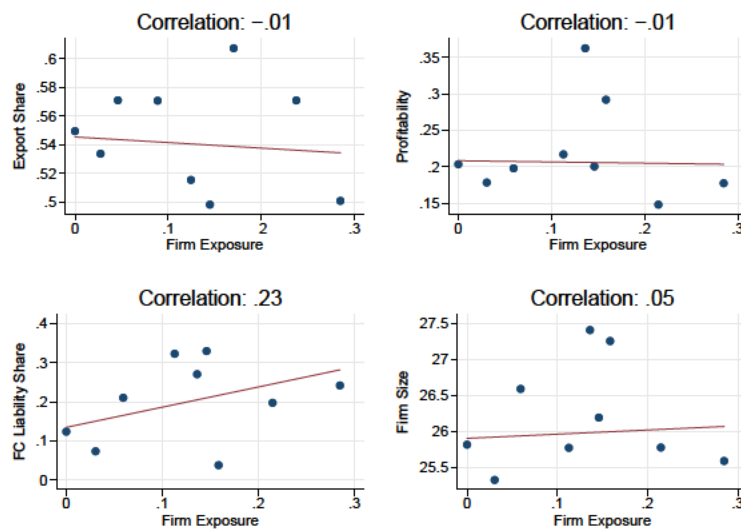 Correlation: −.01
Export Share
.6
.58
.56
.54
.52
.5
0 .1 .2 .3
Firm Exposure
Correlation: −.01
Profitability
.35
.3
.25
.2
.15
0 .1 .2 .3
Firm Exposure
Correlation: .23
FC Liability Share
.4
.3
.2
.1
0
0 .1 .2 .3
Firm Exposure
Correlation: .05
Firm Size
27.5
27
26.5
26
25.5
0 .1 .2 .3
Firm Exposure